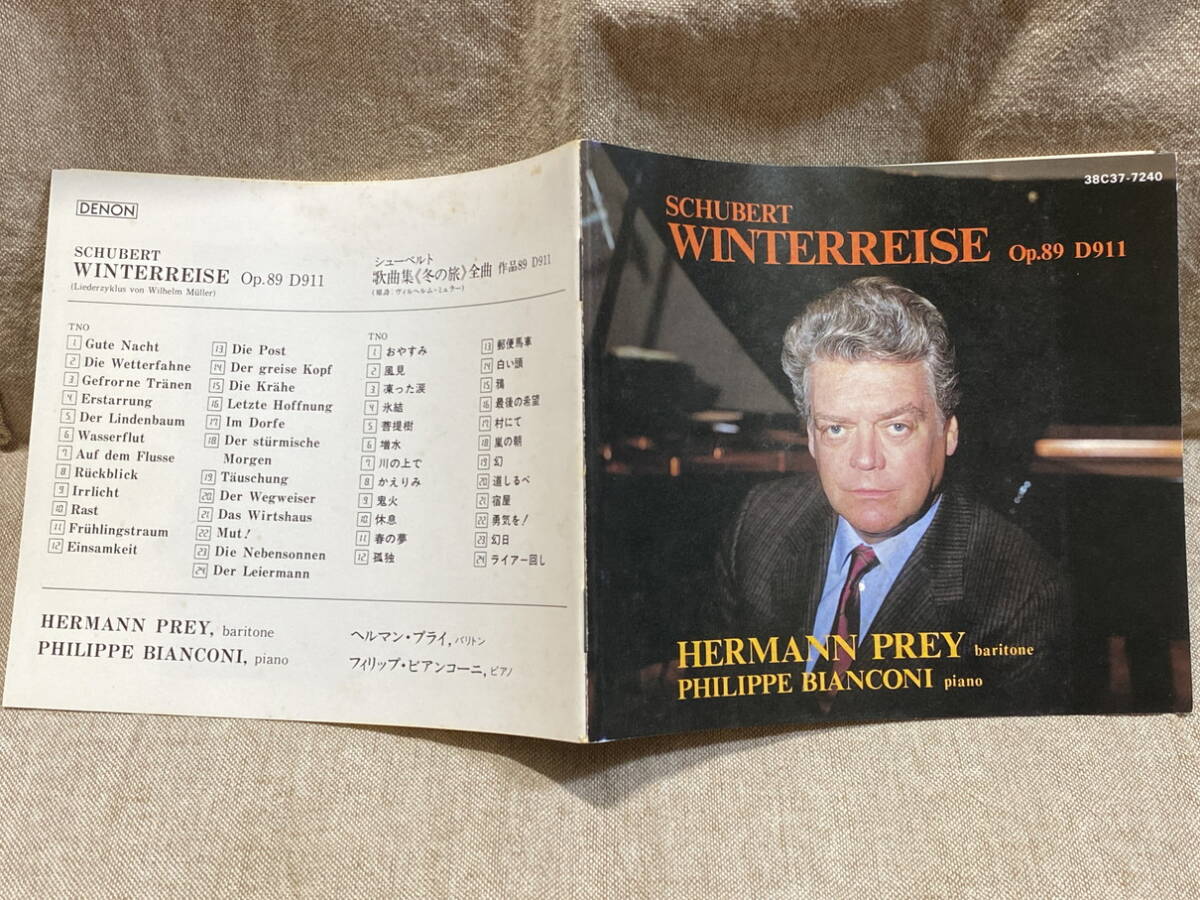 DENON
SCHUBERT
WINTERREISE Op.89 D911
(Liederzyklus von Wilhelm Müller)
シューベルト
歌曲集《冬の旅》全曲 作品89 D911
(原詩:ヴィルヘルム・ミュラー)
TNO
1 Gute Nacht
2 Die Wetterfahne
3 Gefrorne Tränen
4 Erstarrung
5 Der Lindenbaum
6 Wasserflut
7 Auf dem Flusse
8 Rückblick
9 Irrlicht
10 Rast
11 Frühlingstraum
12 Einsamkeit
13 Die Post
14 Der greise Kopf
15 Die Krähe
16 Letzte Hoffnung
17 Im Dorfe
18 Der stürmische
Morgen
19 Täuschung
20 Der Wegweiser
21 Das Wirtshaus
22 Mut!
23 Die Nebensonnen
24 Der Leiermann
TNO
1 おやすみ
2 風見
3 凍った涙
4 氷結
5 菩提樹
6 増水
7 川の上で
8 かえりみ
9 鬼火
10 休息
11 春の夢
12 孤独
13 郵便馬車
14 白い頭
15 鴉
16 最後の希望
17 村にて
18 嵐の朝
19 幻
20 道しるべ
21 宿屋
22 勇気を!
23 幻日
24 ライアー回し
HERMANN PREY, baritone
PHILIPPE BIANCONI, piano
ヘルマン・プライ, バリトン
フィリップ・ビアンコーニ, ピアノ
38C37-7240
SCHUBERT
WINTERREISE Op.89 D911
HERMANN PREY baritone
PHILIPPE BIANCONI piano